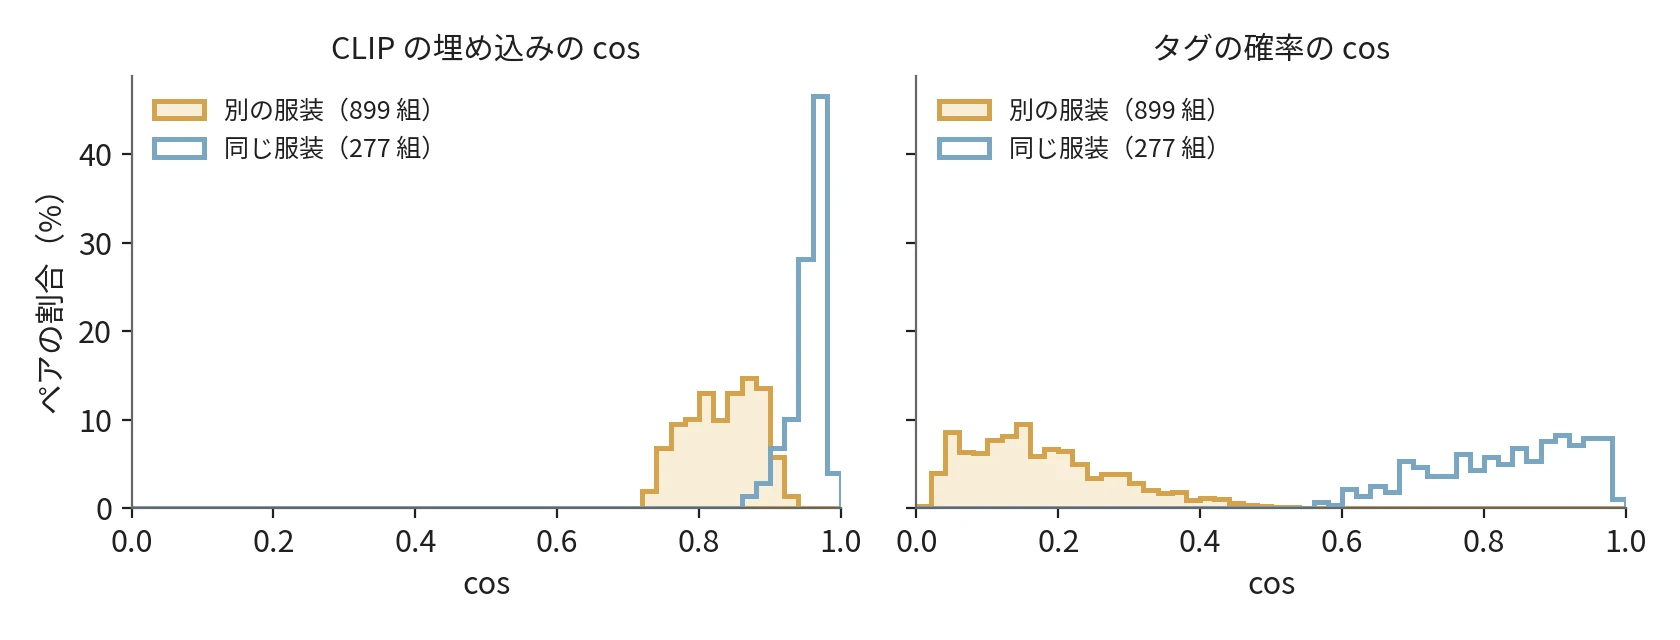 CLIP の埋め込みの cos
別の服装（899 組）
同じ服装（277 組）
ペアの割合（%）
40
30
20
10
0
0.0 0.2 0.4 0.6 0.8 1.0
cos
タグの確率の cos
別の服装（899 組）
同じ服装（277 組）
0.0 0.2 0.4 0.6 0.8 1.0
cos